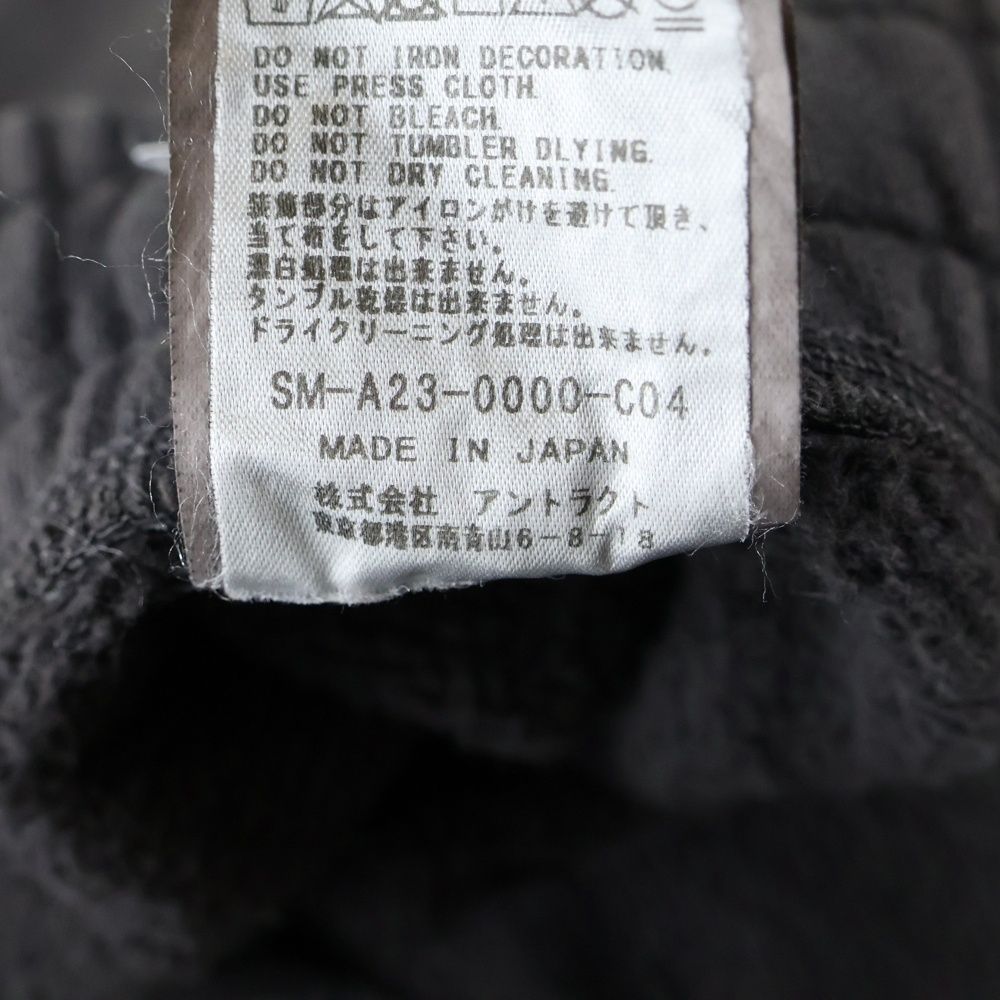 DO NOT IRON DECORATION.
USE PRESS CLOTH.
DO NOT BLEACH.
DO NOT TUMBLER DLYING.
DO NOT DRY CLEANING.
装飾部分はアイロンがけを避けて頂き、
当て布をして下さい。
漂白処理は出来ません。
タンブル乾燥は出来ません。
ドライクリーニング処理は出来ません。
SM-A23-0000-C04
MADE IN JAPAN
株式会社 アントラクト
東京都港区南青山6-8-